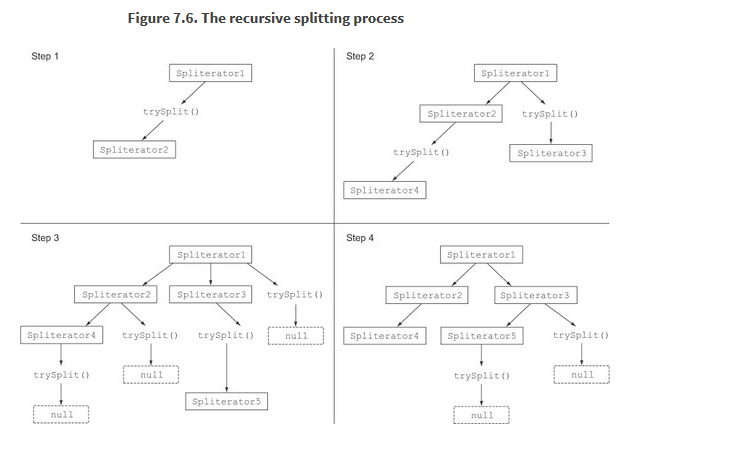 Figure 7.6. The recursive splitting process
Step 1
Spliterator1
trySplit()
Spliterator2
Step 2
Spliterator1
Spliterator2 trySplit()
trySplit() Spliterator3
Spliterator4
Step 3
Spliterator1
Spliterator2 Spliterator3 trySplit()
Spliterator4 trySplit() trySplit() null
trySplit() null
Spliterator5
null
Step 4
Spliterator1
Spliterator2 Spliterator3
Spliterator4 Spliterator5 trySplit()
trySplit() null
null